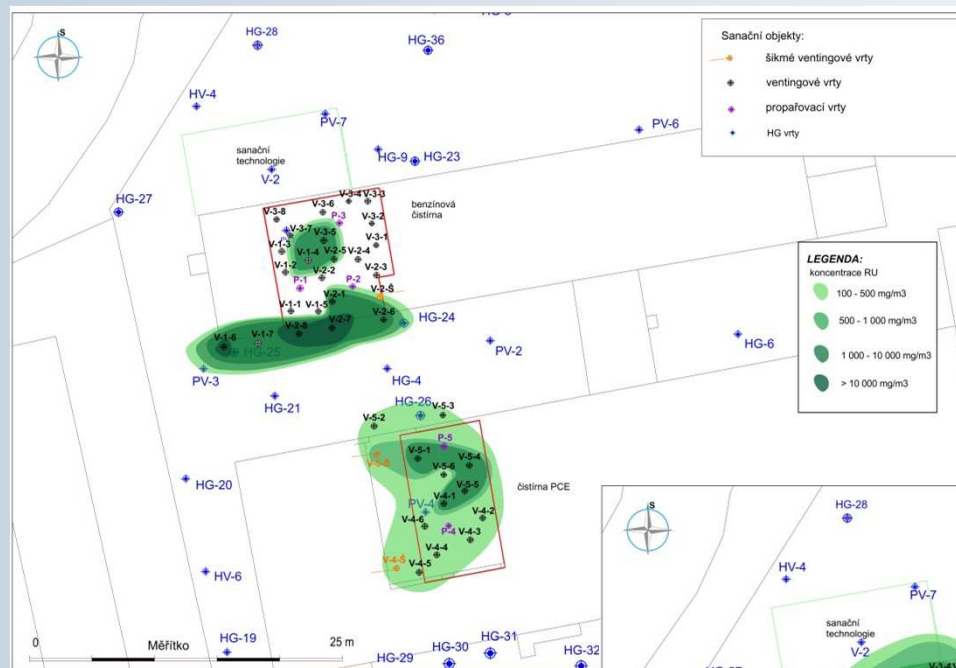 S
HG-28
HG-36
HV-4
PV-7
PV-6
HG-9
HG-23
sanační
technologie
V-2
HG-27
benzínová
čistírna
V-3-4
V-3-3
V-3-6
V-3-8
P-3
V-3-2
V-3-7
V-3-5
V-3-1
V-1-3
V-1-4
V-2-5
V-2-4
V-1-2
V-2-2
V-2-3
P-1
P-2
V-2-Š
V-2-1
V-1-1
V-1-5
V-2-6
V-2-8
V-2-7
HG-24
V-1-6
V-1-7
HG-25
PV-2
HG-6
PV-3
HG-4
HG-21
HG-26
V-5-3
V-5-2
P-5
V-5-Š
V-5-1
V-5-4
V-5-6
V-5-5
čistírna PCE
HG-20
V-4-1
PV-4
V-4-2
V-4-6
P-4
V-4-3
V-4-4
V-4-Š
V-4-5
HV-6
HG-19
HG-29
HG-30
HG-31
HG-32
0
Měřítko
25 m
Sanační objekty:
šikmé ventingové vrty
ventingové vrty
propařovací vrty
HG vrty
LEGENDA:
koncentrace RU
100 - 500 mg/m3
500 - 1 000 mg/m3
1 000 - 10 000 mg/m3
> 10 000 mg/m3
S
HG-28
HV-4
PV-7
sanační
technologie
V-2